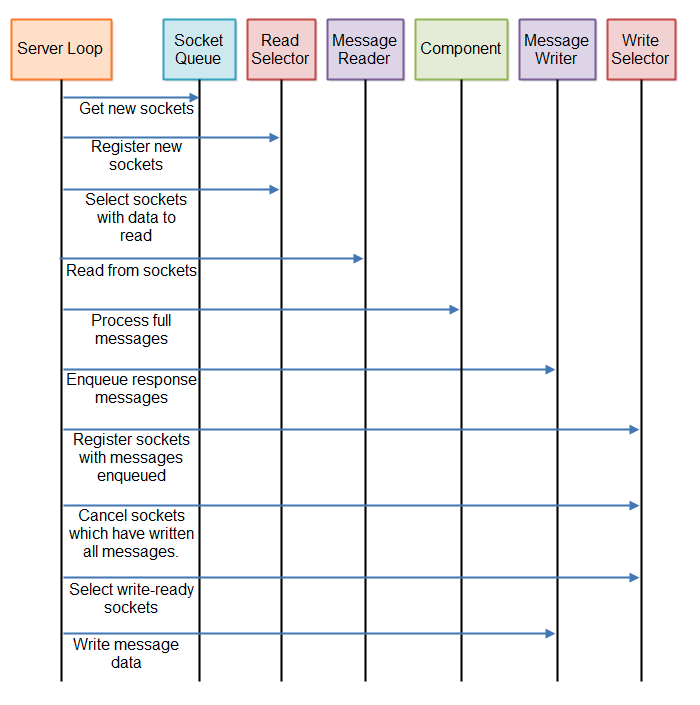 Server Loop
Socket
Queue
Read
Selector
Message
Reader
Component
Message
Writer
Write
Selector
Get new sockets
Register new
sockets
Select sockets
with data to
read
Read from sockets
Process full
messages
Enqueue response
messages
Register sockets
with messages
enqueued
Cancel sockets
which have written
all messages.
Select write-ready
sockets
Write message
data